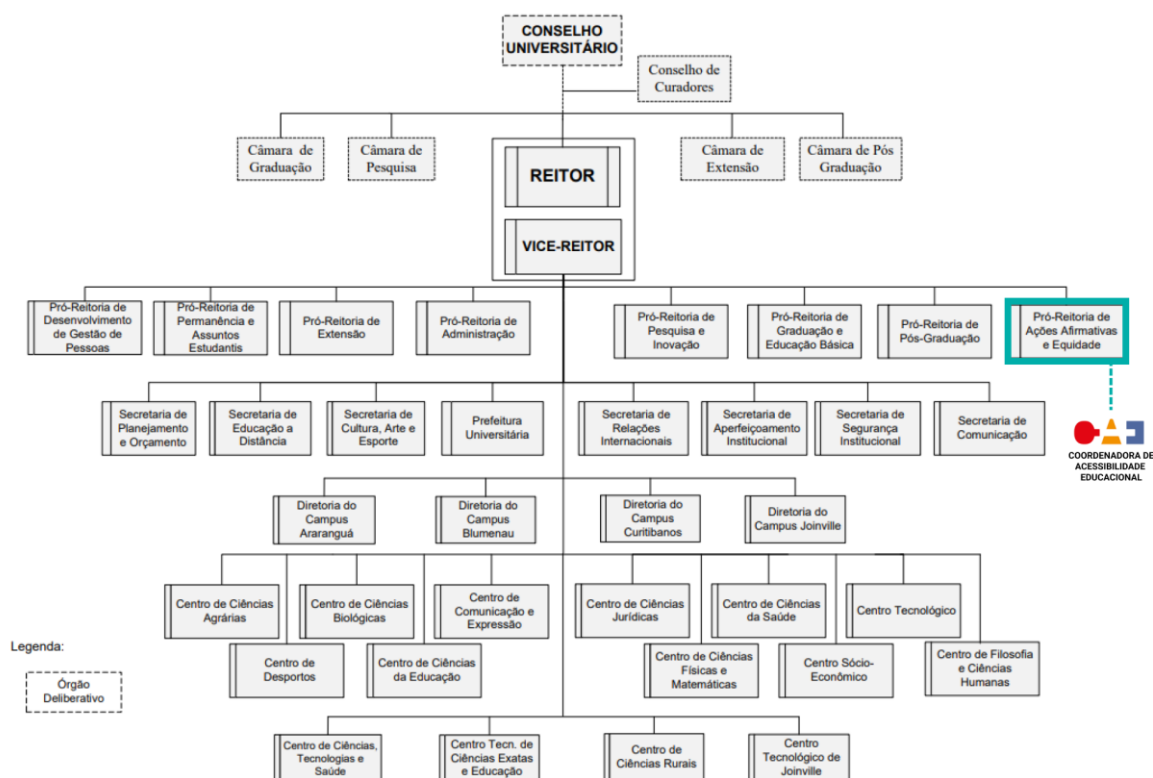 CONSELHO
UNIVERSITÁRIO
Conselho de
Curadores
Câmara de
Graduação
Câmara de
Pesquisa
Câmara de
Extensão
Câmara de Pós
Graduação
REITOR
VICE-REITOR
Pró-Reitoria de
Desenvolvimento
de Gestão de
Pessoas
Pró-Reitoria de
Permanência e
Assuntos
Estudantis
Pró-Reitoria de
Extensão
Pró-Reitoria de
Administração
Pró-Reitoria de
Pesquisa e
Inovação
Pró-Reitoria de
Graduação e
Educação Básica
Pró-Reitoria de
Pós-Graduação
Pró-Reitoria de
Ações Afirmativas
e Equidade
Secretaria de
Planejamento
e Orçamento
Secretaria de
Educação a
Distância
Secretaria de
Cultura, Arte e
Esporte
Prefeitura
Universitária
Secretaria de
Relações
Internacionais
Secretaria de
Aperfeiçoamento
Institucional
Secretaria de
Segurança
Institucional
Secretaria de
Comunicação
COORDENADORA DE
ACESSIBILIDADE
EDUCACIONAL
Diretoria do
Campus
Araranguá
Diretoria do
Campus
Blumenau
Diretoria do
Campus
Curitibanos
Diretoria do
Campus Joinville
Centro de Ciências
Agrárias
Centro de Ciências
Biológicas
Centro de
Comunicação e
Expressão
Centro de Ciências
Jurídicas
Centro de Ciências
da Saúde
Centro Tecnológico
Legenda:
Órgão
Deliberativo
Centro de
Desportos
Centro de Ciências
da Educação
Centro de Ciências
Físicas e
Matemáticas
Centro Sócio-
Econômico
Centro de Filosofia
e Ciências
Humanas
Centro de Ciências,
Tecnologias e
Saúde
Centro Tecn. de
Ciências Exatas
e Educação
Centro de
Ciências Rurais
Centro
Tecnológico de
Joinville